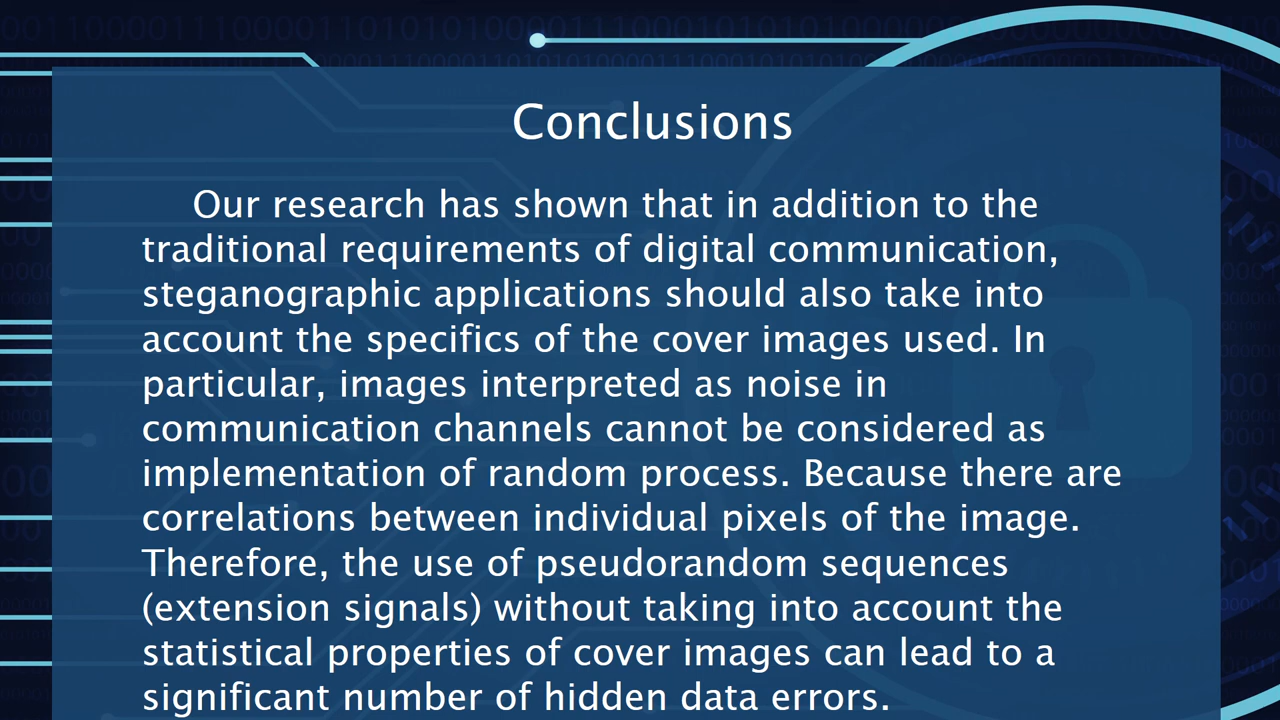 Conclusions
Our research has shown that in addition to the
traditional requirements of digital communication,
steganographic applications should also take into
account the specifics of the cover images used. In
particular, images interpreted as noise in
communication channels cannot be considered as
implementation of random process. Because there are
correlations between individual pixels of the image.
Therefore, the use of pseudorandom sequences
(extension signals) without taking into account the
statistical properties of cover images can lead to a
significant number of hidden data errors.